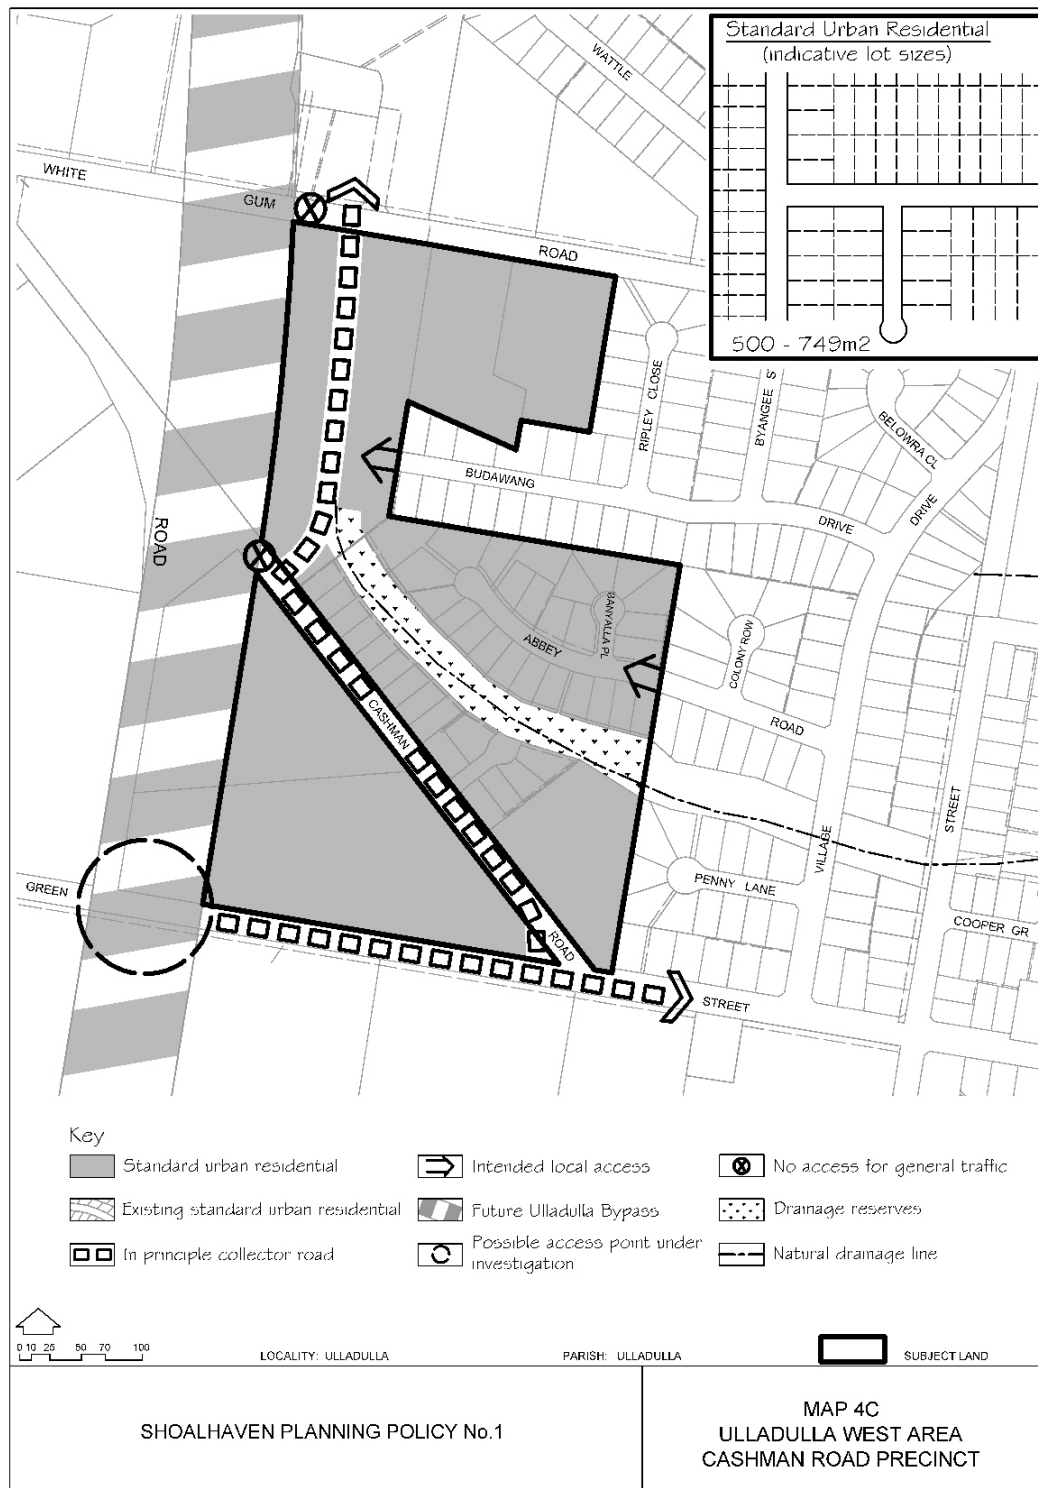 Standard Urban Residential
(indicative lot sizes)
500 - 749m2
WATTLE
WHITE
GUM
ROAD
RIPLEY CLOSE
BYANGEE S
BELOWRA CL
BUDAWANG
DRIVE
DRIVE
ROAD
BANYALLA PL
ABBEY
COLONY ROW
ROAD
CASHMAN
ROAD
VILLAGE
STREET
PENNY LANE
COOPER GR
GREEN
STREET
Key
Standard urban residential
Intended local access
No access for general traffic
Existing standard urban residential
Future Ulladulla Bypass
Drainage reserves
In principle collector road
Possible access point under
investigation
Natural drainage line
0 10 25 50 70 100
LOCALITY: ULLADULLA
PARISH: ULLADULLA
SUBJECT LAND
SHOALHAVEN PLANNING POLICY No.1
MAP 4C
ULLADULLA WEST AREA
CASHMAN ROAD PRECINCT